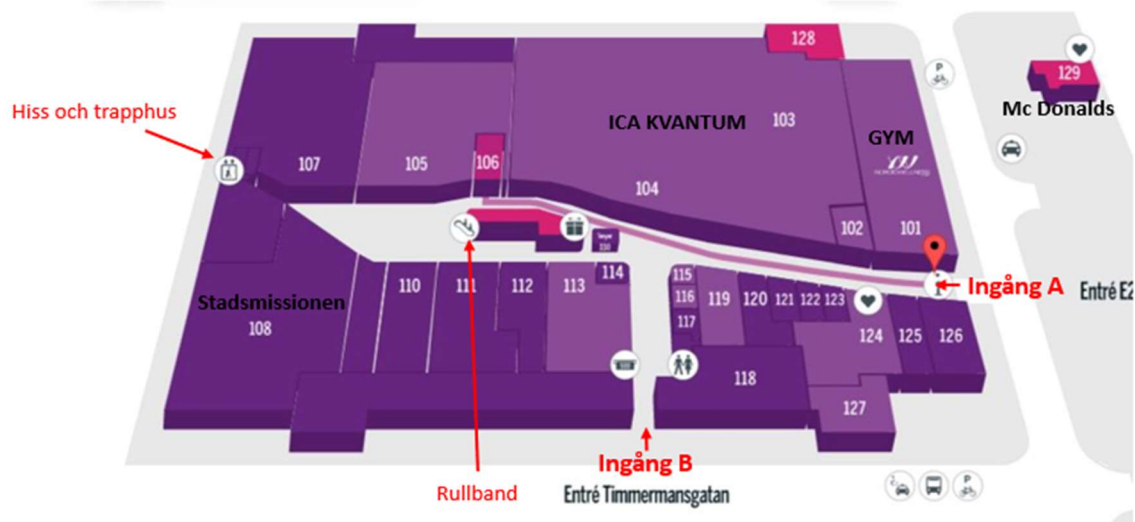 128
P
129
Mc Donalds
Hiss och trapphus
ICA KVANTUM
103
GYM
107
105
106
104
102
101
Ingång A
Entré E2
110
111
112
113
114
115
116
117
119
120
121
122
123
124
125
126
Stadsmissionen
108
118
127
Ingång B
Rullband
Entré Timmermansgatan
P